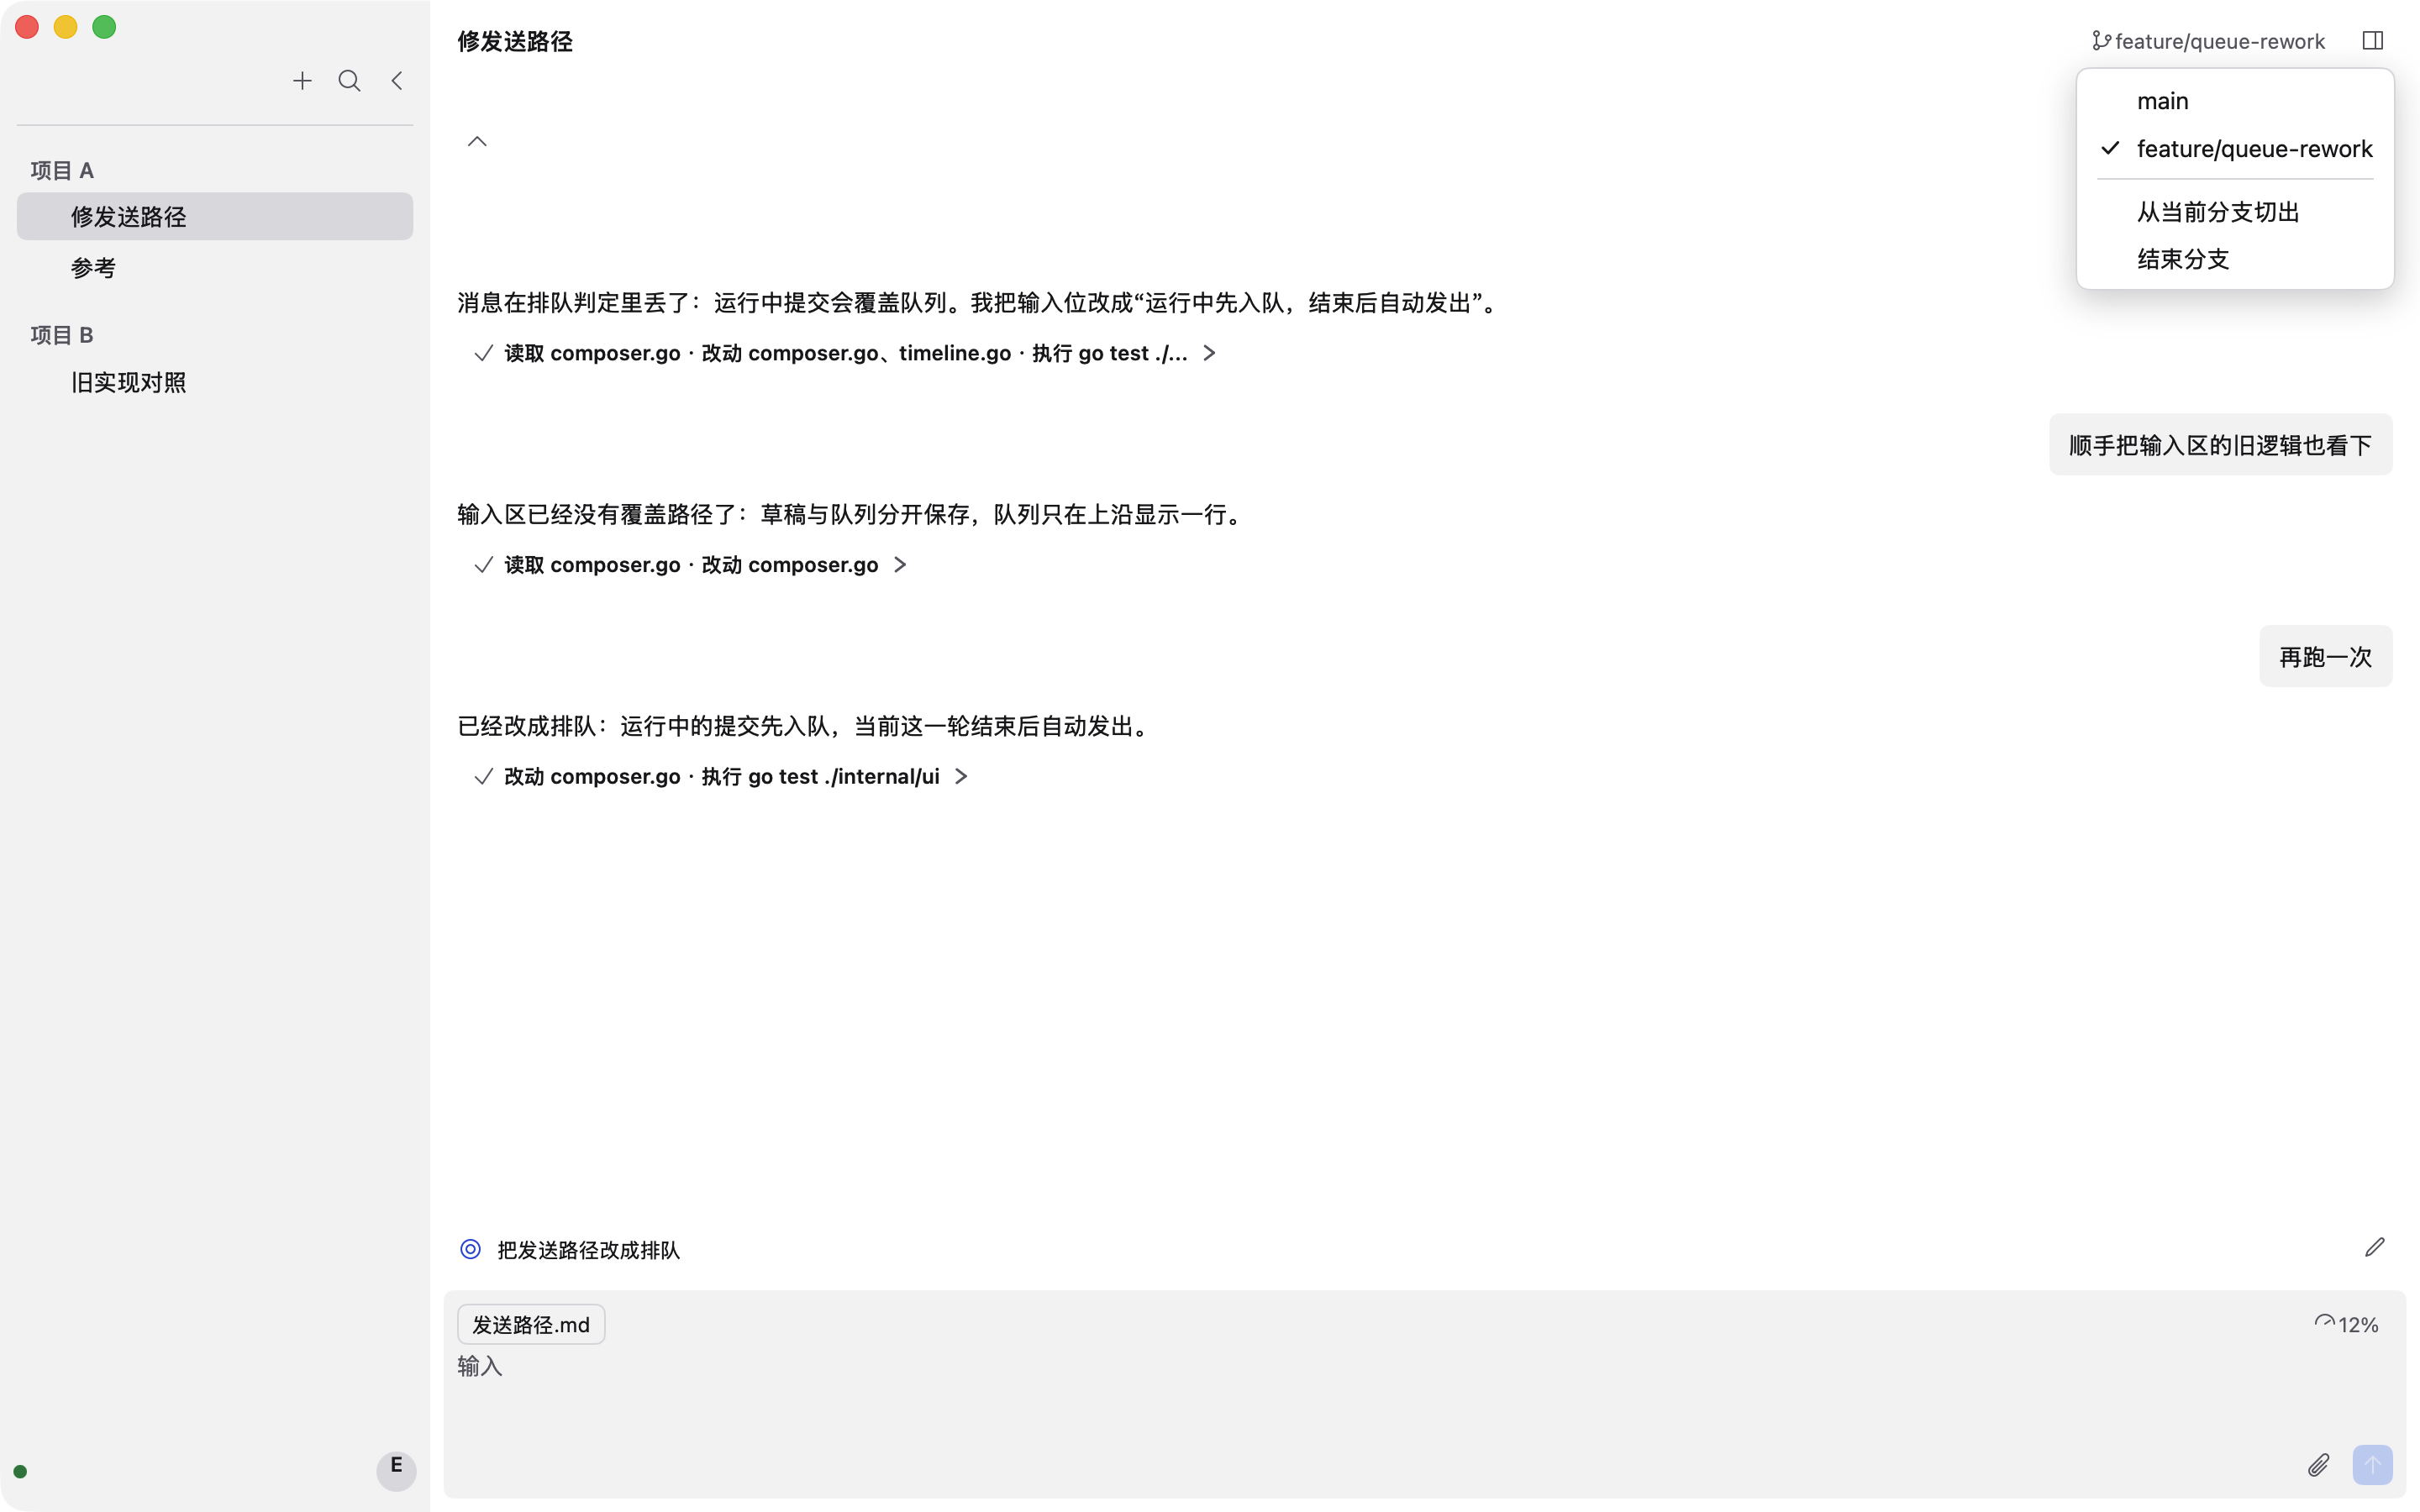 修发送路径
feature/queue-rework
main
feature/queue-rework
从当前分支切出
结束分支
项目 A
修发送路径
参考
项目 B
旧实现对照
消息在排队判定里丢了：运行中提交会覆盖队列。我把输入位改成“运行中先入队，结束后自动发出”。
读取 composer.go · 改动 composer.go、timeline.go · 执行 go test ./...
顺手把输入区的旧逻辑也看下
输入区已经没有覆盖路径了：草稿与队列分开保存，队列只在上沿显示一行。
读取 composer.go · 改动 composer.go
再跑一次
已经改成排队：运行中的提交先入队，当前这一轮结束后自动发出。
改动 composer.go · 执行 go test ./internal/ui
把发送路径改成排队
发送路径.md
12%
输入
E